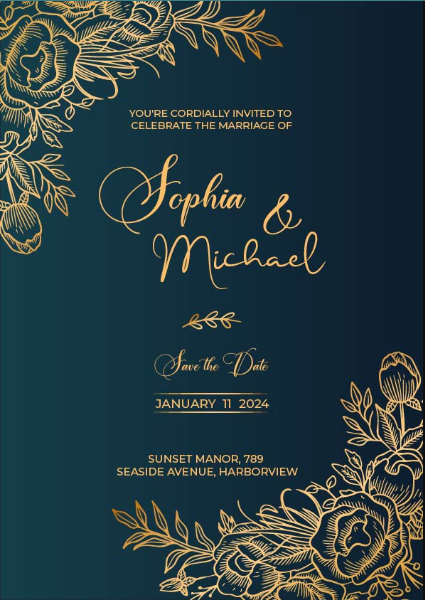 YOU'RE CORDIALLY INVITED TO
CELEBRATE THE MARRIAGE OF
Sophia &
Michael
Save the Date
JANUARY 11 2024
SUNSET MANOR, 789
SEASIDE AVENUE, HARBORVIEW